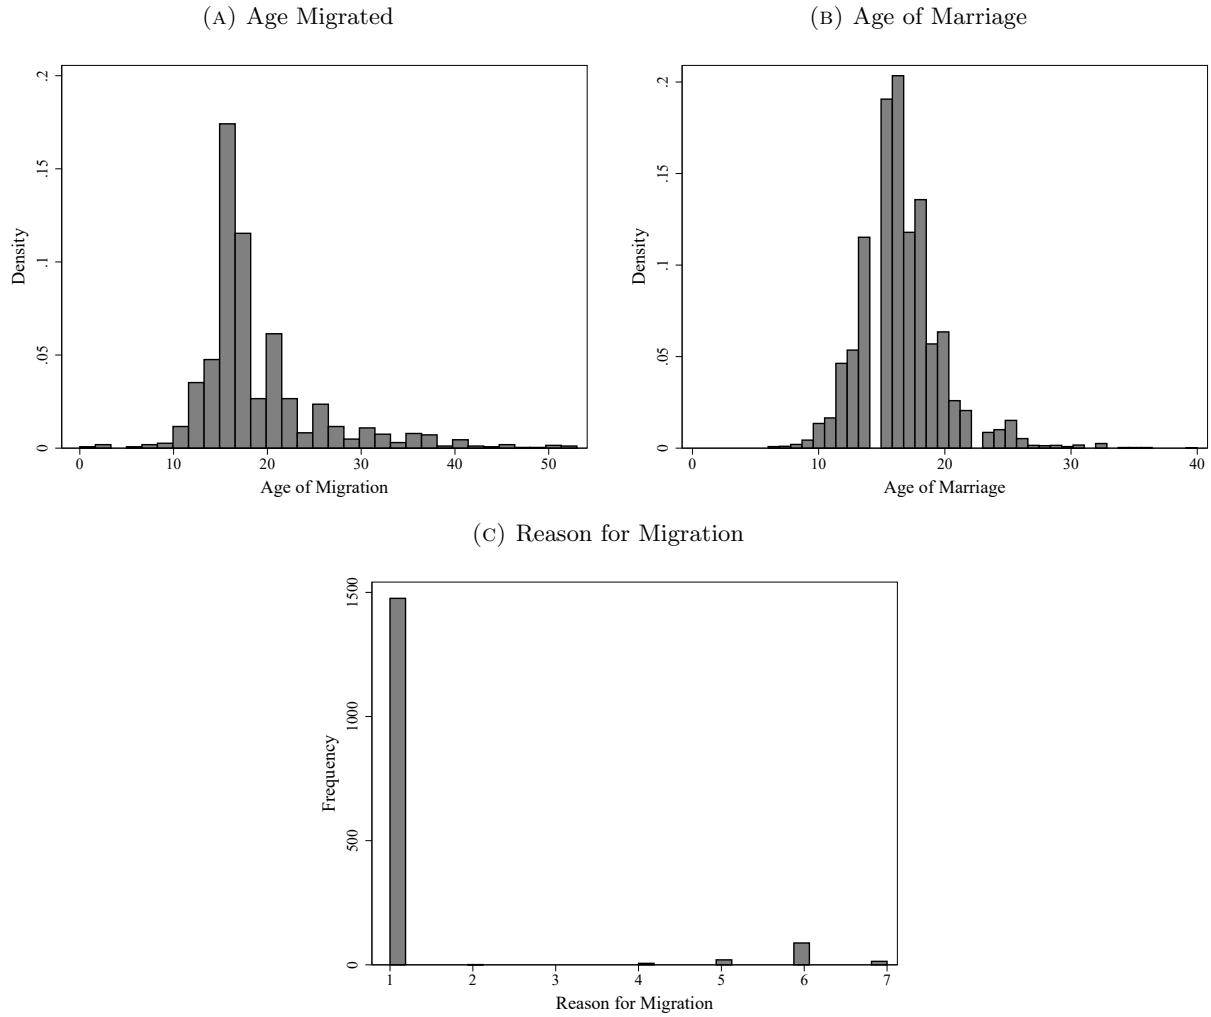 (A) Age Migrated
.2
.15
.1
.05
0
Density
0 10 20 30 40 50
Age of Migration
(B) Age of Marriage
.2
.15
.1
.05
0
Density
0 10 20 30 40
Age of Marriage
(C) Reason for Migration
1500
1000
500
0
Frequency
1 2 3 4 5 6 7
Reason for Migration